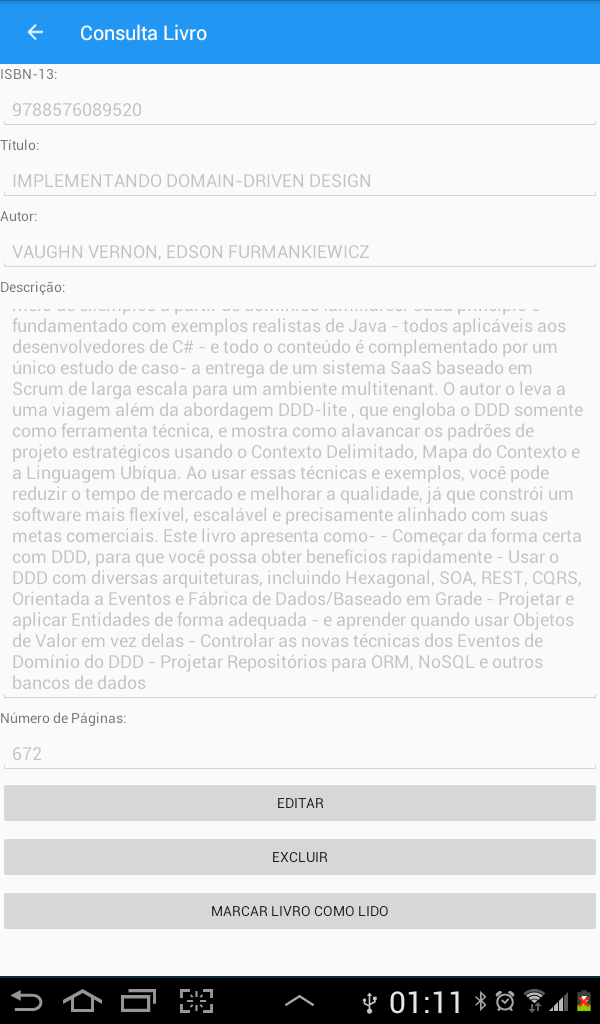 Consulta Livro
ISBN-13:
9788576089520
Título:
IMPLEMENTANDO DOMAIN-DRIVEN DESIGN
Autor:
VAUGHN VERNON, EDSON FURMANKIEWICZ
Descrição:
meio de exemplos a partir de domínios familiares. Cada princípio é
fundamentado com exemplos realistas de Java - todos aplicáveis aos
desenvolvedores de C# - e todo o conteúdo é complementado por um
único estudo de caso- a entrega de um sistema SaaS baseado em
Scrum de larga escala para um ambiente multitenant. O autor o leva a
uma viagem além da abordagem DDD-lite , que engloba o DDD somente
como ferramenta técnica, e mostra como alavancar os padrões de
projeto estratégicos usando o Contexto Delimitado, Mapa do Contexto e
a Linguagem Ubíqua. Ao usar essas técnicas e exemplos, você pode
reduzir o tempo de mercado e melhorar a qualidade, já que constrói um
software mais flexível, escalável e precisamente alinhado com suas
metas comerciais. Este livro apresenta como- - Começar da forma certa
com DDD, para que você possa obter benefícios rapidamente - Usar o
DDD com diversas arquiteturas, incluindo Hexagonal, SOA, REST, CQRS,
Orientada a Eventos e Fábrica de Dados/Baseado em Grade - Projetar e
aplicar Entidades de forma adequada - e aprender quando usar Objetos
de Valor em vez delas - Controlar as novas técnicas dos Eventos de
Domínio do DDD - Projetar Repositórios para ORM, NoSQL e outros
bancos de dados
Número de Páginas:
672
EDITAR
EXCLUIR
MARCAR LIVRO COMO LIDO
01:11